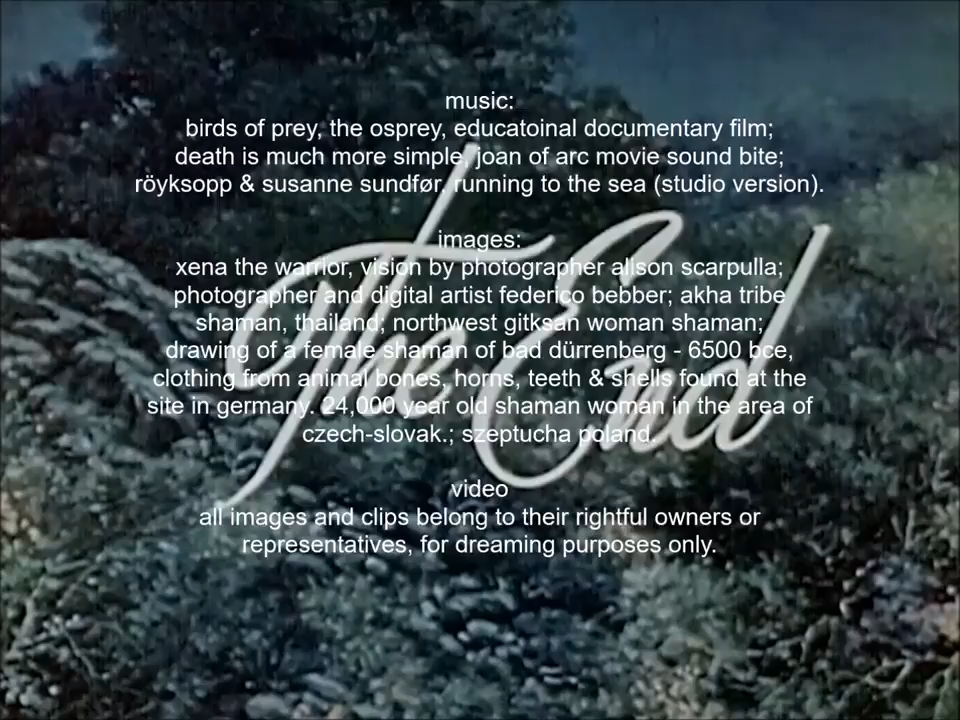 music:
birds of prey, the osprey, educatoinal documentary film;
death is much more simple, joan of arc movie sound bite;
röyksopp & susanne sundfør, running to the sea (studio version).
images:
xena the warrior, vision by photographer alison scarpulla;
photographer and digital artist federico bebber; akha tribe
shaman, thailand; northwest gitksan woman shaman;
drawing of a female shaman of bad dürrenberg - 6500 bce,
clothing from animal bones, horns, teeth & shells found at the
site in germany. 24,000 year old shaman woman in the area of
czech-slovak.; szeptucha poland.
The End
video
all images and clips belong to their rightful owners or
representatives, for dreaming purposes only.